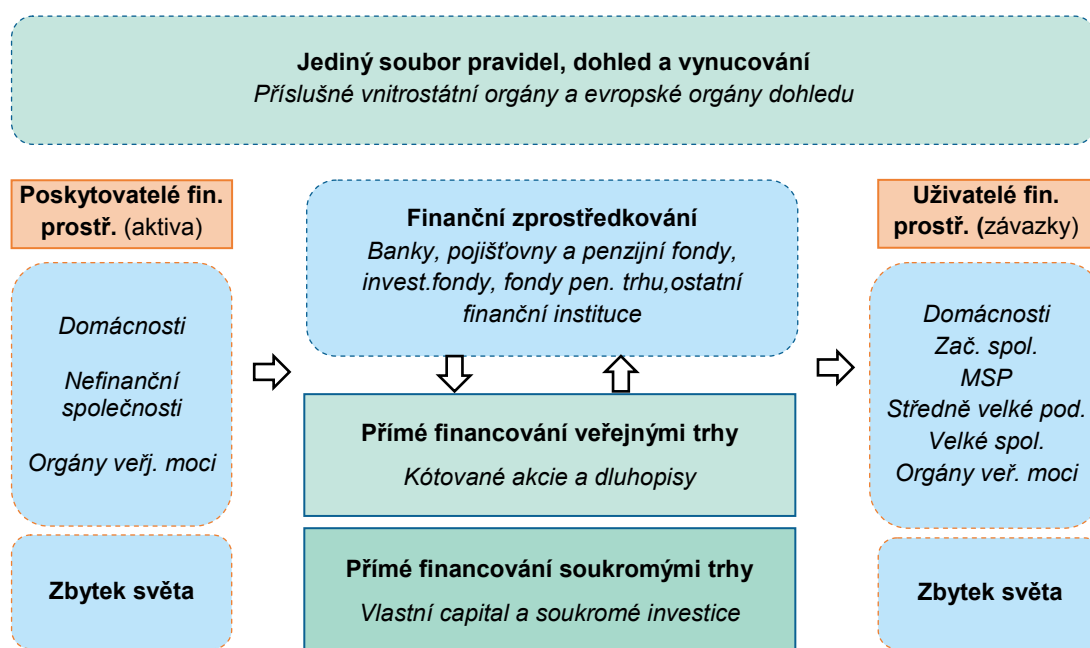 Jediný soubor pravidel, dohled a vynucování
Příslušné vnitrostátní orgány a evropské orgány dohledu
Poskytovatelé fin.
prostř. (aktiva)
Domácnosti
Nefinanční
společnosti
Orgány veřj. moci
Zbytek světa
Finanční zprostředkování
Banky, pojišťovny a penzijní fondy,
invest.fondy, fondy pen. trhu,ostatní
finanční instituce
Přímé financování veřejnými trhy
Kótované akcie a dluhopisy
Přímé financování soukromými trhy
Vlastní capital a soukromé investice
Uživatelé fin.
prostř. (závazky)
Domácnosti
Zač. spol.
MSP
Středně velké pod.
Velké spol.
Orgány veř. moci
Zbytek světa